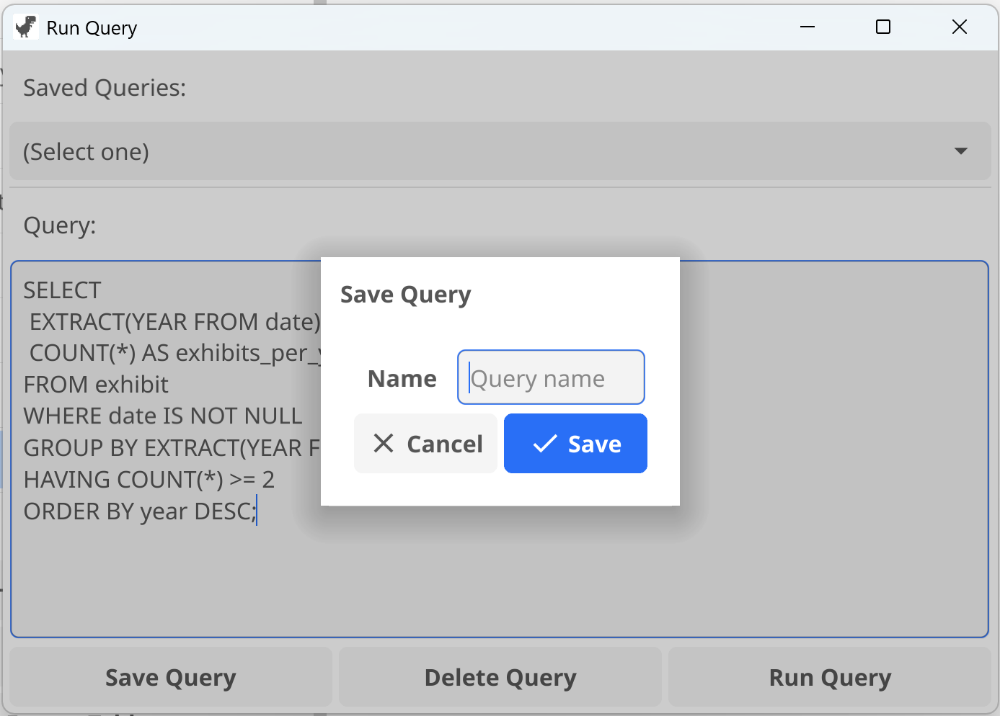 Run Query
Saved Queries:
(Select one)
Query:
SELECT
EXTRACT(YEAR FROM date)
COUNT(*) AS exhibits_per_
FROM exhibit
WHERE date IS NOT NULL
GROUP BY EXTRACT(YEAR F
HAVING COUNT(*) >= 2
ORDER BY year DESC;
Save Query
Name
Query name
Cancel
Save
Save Query
Delete Query
Run Query